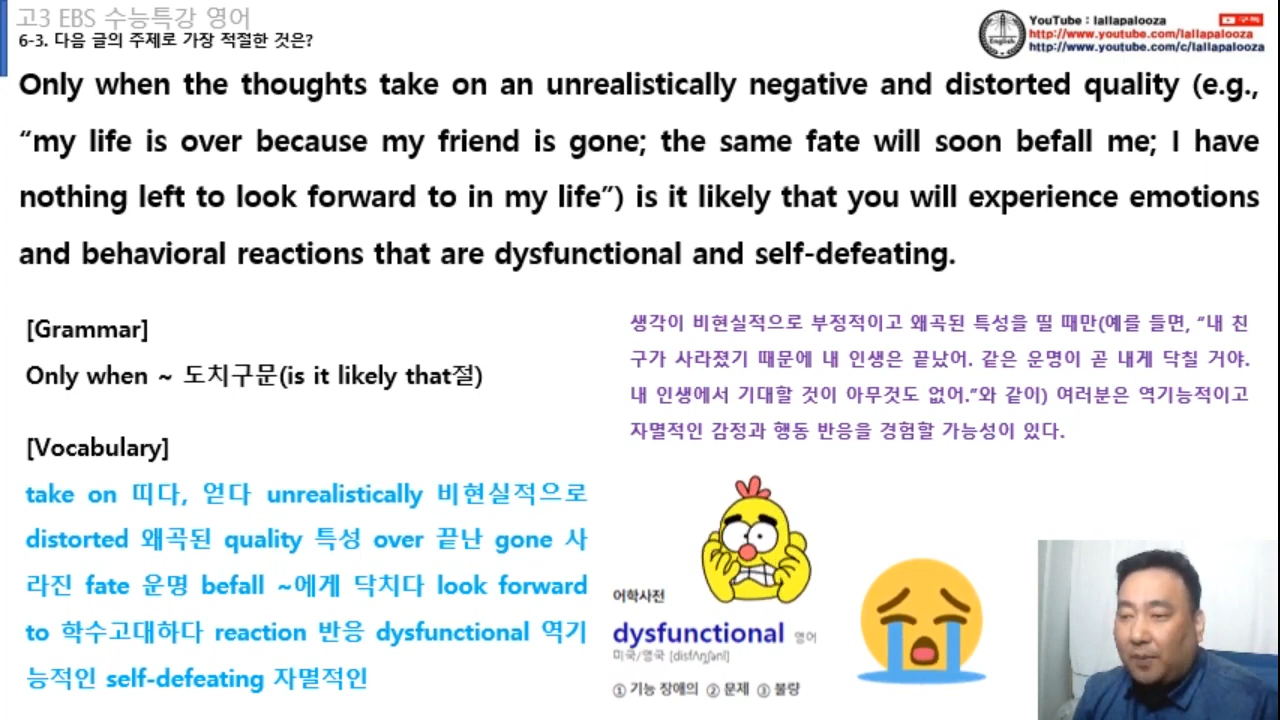 고3 EBS 수능특강 영어
6-3. 다음 글의 주제로 가장 적절한 것은?
English
YouTube : lallapalooza
구독
http://www.youtube.com/lallapalooza
http://www.youtube.com/c/lallapalooza
Only when the thoughts take on an unrealistically negative and distorted quality (e.g.,
“my life is over because my friend is gone; the same fate will soon befall me; I have
nothing left to look forward to in my life”) is it likely that you will experience emotions
and behavioral reactions that are dysfunctional and self-defeating.
[Grammar]
Only when ~ 도치구문(is it likely that절)
[Vocabulary]
take on 띠다, 얻다 unrealistically 비현실적으로
distorted 왜곡된 quality 특성 over 끝난 gone 사
라진 fate 운명 befall ~에게 닥치다 look forward
to 학수고대하다 reaction 반응 dysfunctional 역기
능적인 self-defeating 자멸적인
생각이 비현실적으로 부정적이고 왜곡된 특성을 띨 때만(예를 들면, “내 친
구가 사라졌기 때문에 내 인생은 끝났어. 같은 운명이 곧 내게 닥칠 거야.
내 인생에서 기대할 것이 아무것도 없어.”와 같이) 여러분은 역기능적이고
자멸적인 감정과 행동 반응을 경험할 가능성이 있다.
어학사전
dysfunctional 영어
미국/영국 [disfʌŋʃənl]
① 기능 장애의 ② 문제 ③ 불량